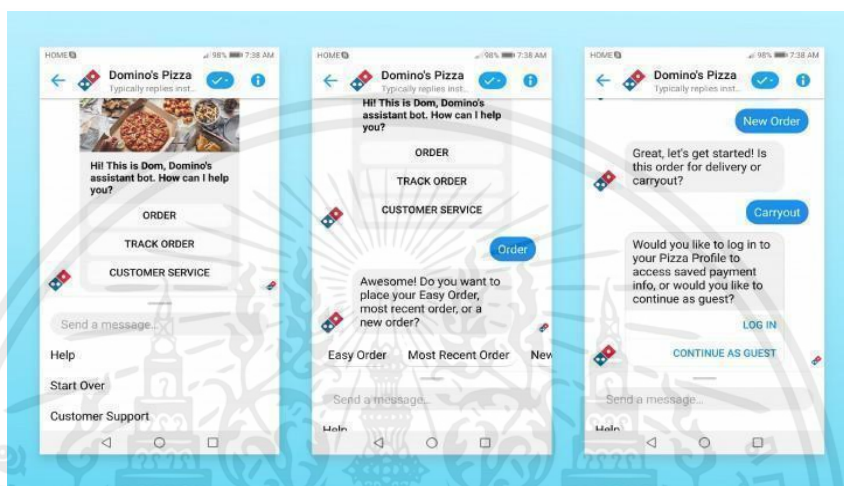 HOME 98% 7:38 AM
Domino's Pizza
Typically replies inst...
Hi! This is Dom, Domino's
assistant bot. How can I help
you?
ORDER
TRACK ORDER
CUSTOMER SERVICE
Send a message...
Help
Start Over
Customer Support
HOME 98% 7:38 AM
Domino's Pizza
Typically replies inst...
Hi! This is Dom, Domino's
assistant bot. How can I help
you?
ORDER
TRACK ORDER
CUSTOMER SERVICE
Order
Awesome! Do you want to
place your Easy Order,
most recent order, or a
new order?
Easy Order Most Recent Order New
Send a message...
Help
HOME 98% 7:38 AM
Domino's Pizza
Typically replies inst...
New Order
Great, let's get started! Is
this order for delivery or
carryout?
Carryout
Would you like to log in to
your Pizza Profile to
access saved payment
info, or would you like to
continue as guest?
LOG IN
CONTINUE AS GUEST
Send a message...
Help